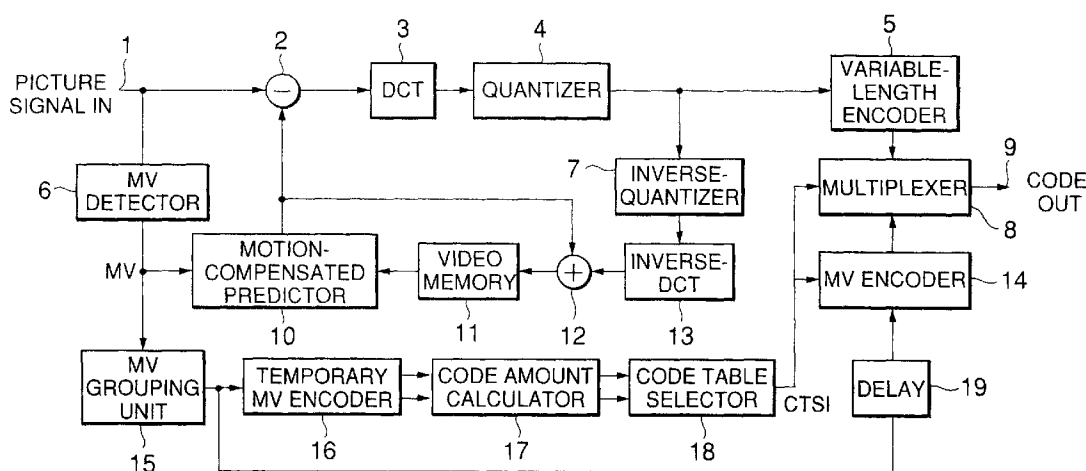 1
2
3
4
5
PICTURE
SIGNAL IN
DCT
QUANTIZER
VARIABLE-
LENGTH
ENCODER
6
MV
DETECTOR
7
INVERSE-
QUANTIZER
MULTIPLEXER
9
CODE
OUT
8
MV
MOTION-
COMPENSATED
PREDICTOR
VIDEO
MEMORY
INVERSE-
DCT
MV ENCODER
14
10
11
12
13
MV
GROUPING
UNIT
TEMPORARY
MV ENCODER
CODE AMOUNT
CALCULATOR
CODE TABLE
SELECTOR
CTSI
DELAY
19
15
16
17
18